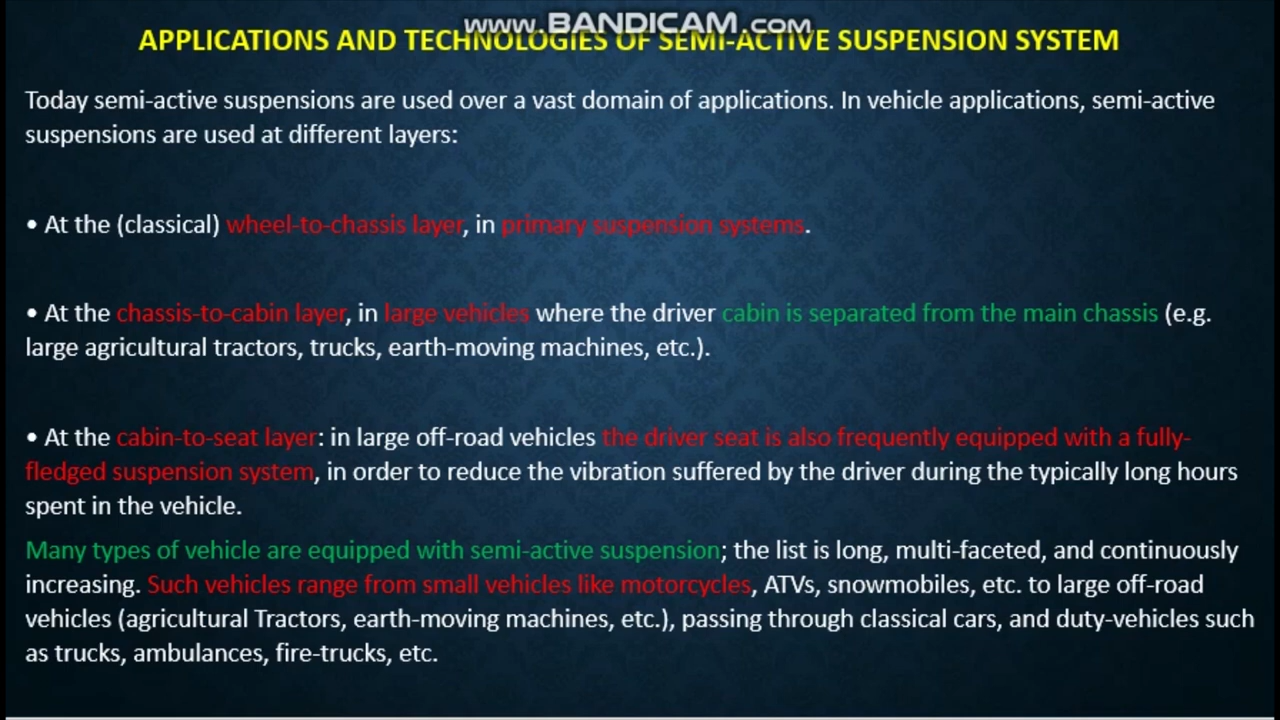 www.BANDICAM.com
APPLICATIONS AND TECHNOLOGIES OF SEMI-ACTIVE SUSPENSION SYSTEM
Today semi-active suspensions are used over a vast domain of applications. In vehicle applications, semi-active
suspensions are used at different layers:
• At the (classical) wheel-to-chassis layer, in primary suspension systems.
• At the chassis-to-cabin layer, in large vehicles where the driver cabin is separated from the main chassis (e.g.
large agricultural tractors, trucks, earth-moving machines, etc.).
• At the cabin-to-seat layer: in large off-road vehicles the driver seat is also frequently equipped with a fully-
fledged suspension system, in order to reduce the vibration suffered by the driver during the typically long hours
spent in the vehicle.
Many types of vehicle are equipped with semi-active suspension; the list is long, multi-faceted, and continuously
increasing. Such vehicles range from small vehicles like motorcycles, ATVs, snowmobiles, etc. to large off-road
vehicles (agricultural Tractors, earth-moving machines, etc.), passing through classical cars, and duty-vehicles such
as trucks, ambulances, fire-trucks, etc.